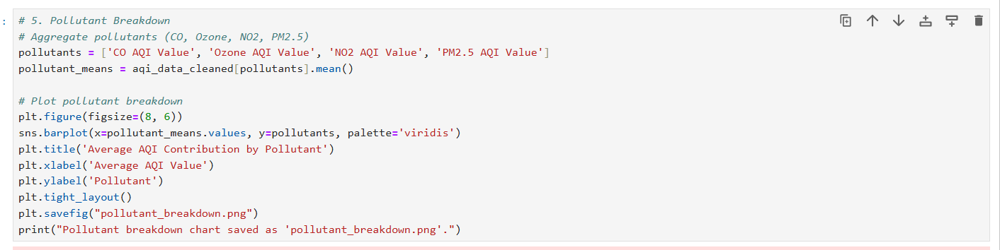 :
# 5. Pollutant Breakdown
# Aggregate pollutants (CO, Ozone, NO2, PM2.5)
pollutants = ['CO AQI Value', 'Ozone AQI Value', 'NO2 AQI Value', 'PM2.5 AQI Value']
pollutant_means = aqi_data_cleaned[pollutants].mean()

# Plot pollutant breakdown
plt.figure(figsize=(8, 6))
sns.barplot(x=pollutant_means.values, y=pollutants, palette='viridis')
plt.title('Average AQI Contribution by Pollutant')
plt.xlabel('Average AQI Value')
plt.ylabel('Pollutant')
plt.tight_layout()
plt.savefig("pollutant_breakdown.png")
print("Pollutant breakdown chart saved as 'pollutant_breakdown.png'.")